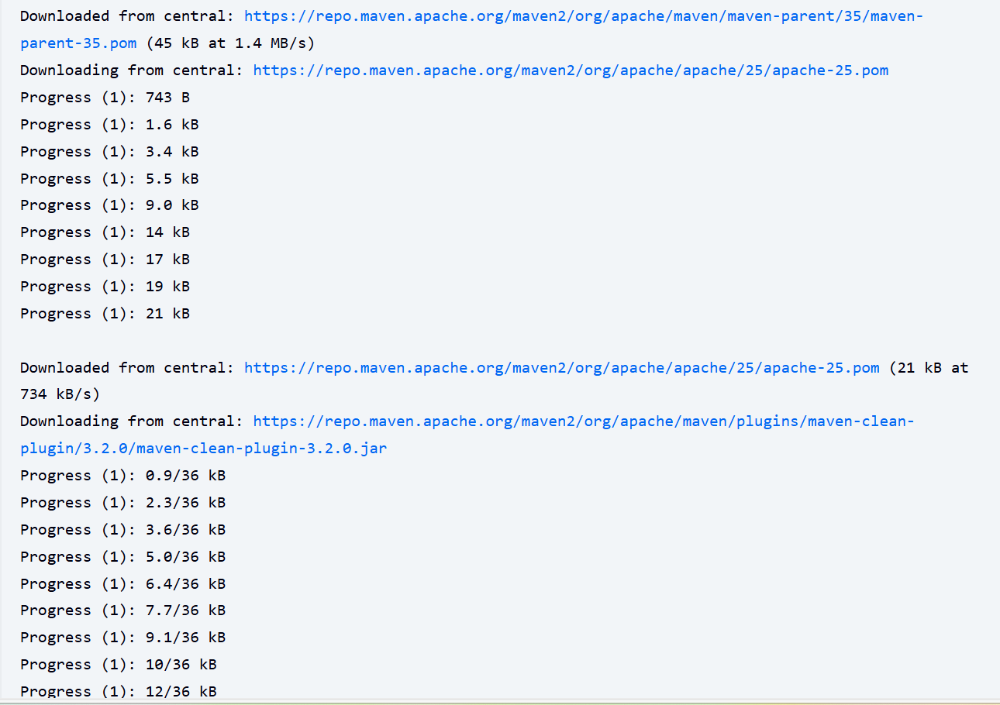 Downloaded from central: https://repo.maven.apache.org/maven2/org/apache/maven/maven-parent/35/maven-
parent-35.pom (45 kB at 1.4 MB/s)
Downloading from central: https://repo.maven.apache.org/maven2/org/apache/apache/25/apache-25.pom
Progress (1): 743 B
Progress (1): 1.6 kB
Progress (1): 3.4 kB
Progress (1): 5.5 kB
Progress (1): 9.0 kB
Progress (1): 14 kB
Progress (1): 17 kB
Progress (1): 19 kB
Progress (1): 21 kB
Downloaded from central: https://repo.maven.apache.org/maven2/org/apache/apache/25/apache-25.pom (21 kB at
734 kB/s)
Downloading from central: https://repo.maven.apache.org/maven2/org/apache/maven/plugins/maven-clean-
plugin/3.2.0/maven-clean-plugin-3.2.0.jar
Progress (1): 0.9/36 kB
Progress (1): 2.3/36 kB
Progress (1): 3.6/36 kB
Progress (1): 5.0/36 kB
Progress (1): 6.4/36 kB
Progress (1): 7.7/36 kB
Progress (1): 9.1/36 kB
Progress (1): 10/36 kB
Progress (1): 12/36 kB